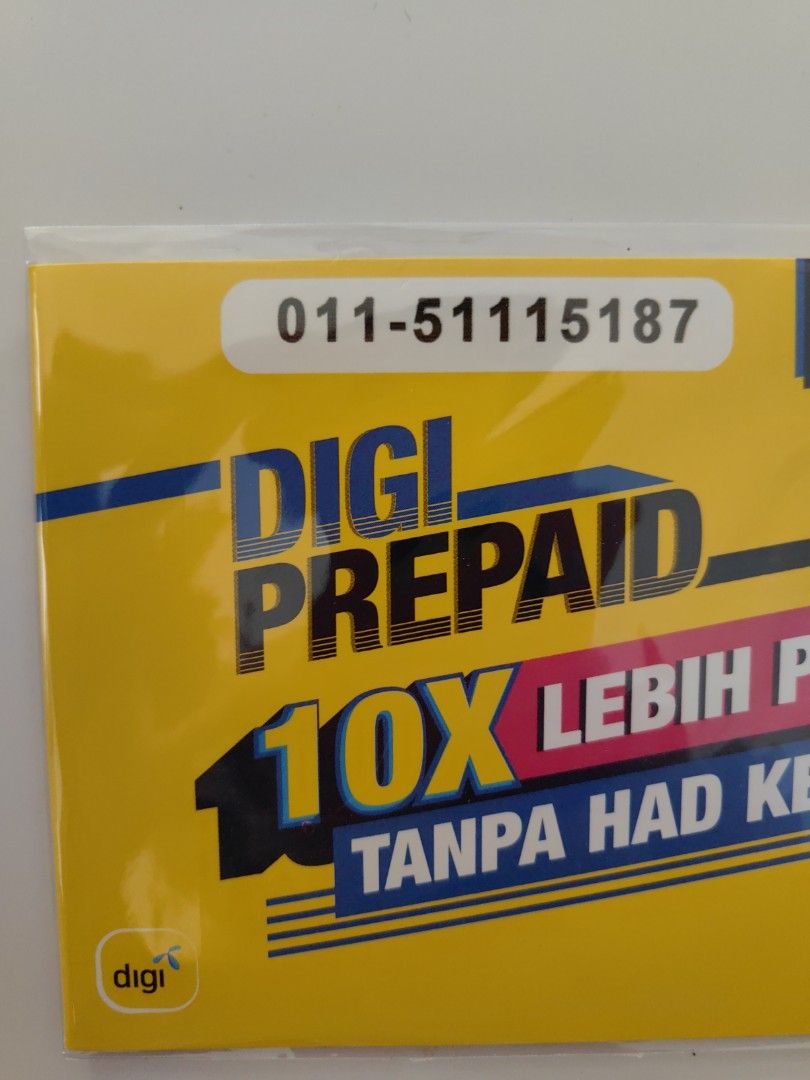 011-51115187
DIGI
PREPAID
10X LEBIH
TANPA HAD
digi